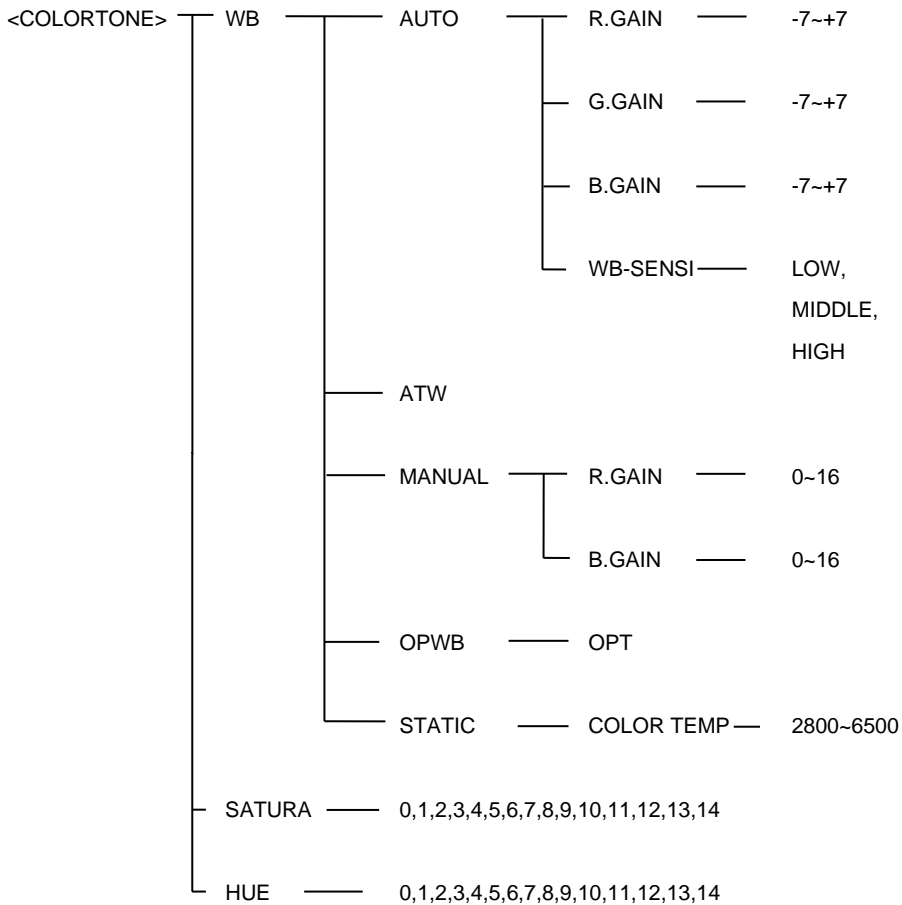 <COLORTONE> WB AUTO R.GAIN -7~+7
G.GAIN -7~+7
B.GAIN -7~+7
WB-SENSI LOW,
MIDDLE,
HIGH
ATW
MANUAL R.GAIN 0~16
B.GAIN 0~16
OPWB OPT
STATIC COLOR TEMP 2800~6500
SATURA 0,1,2,3,4,5,6,7,8,9,10,11,12,13,14
HUE 0,1,2,3,4,5,6,7,8,9,10,11,12,13,14